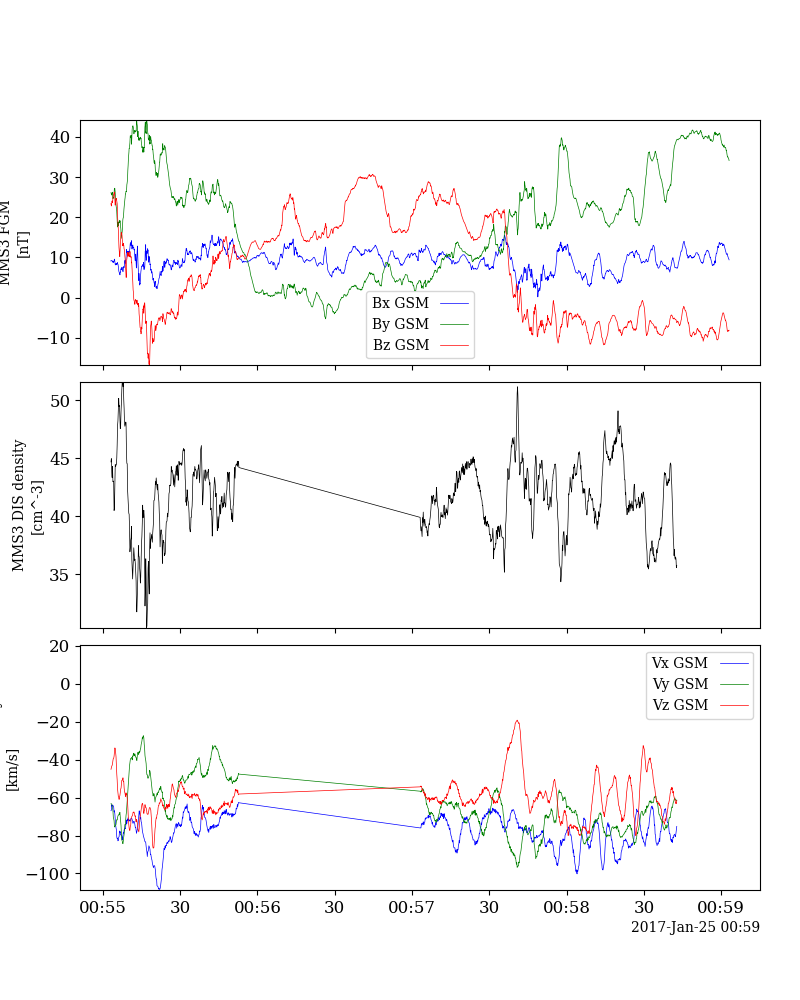 40
30
20
10
0
−10
MMS3 FGM
[nT]
Bx GSM
By GSM
Bz GSM
50
45
40
35
MMS3 DIS density
[cm^-3]
20
0
−20
−40
−60
−80
−100
[km/s]
Vx GSM
Vy GSM
Vz GSM
00:55 30 00:56 30 00:57 30 00:58 30 00:59
2017-Jan-25 00:59